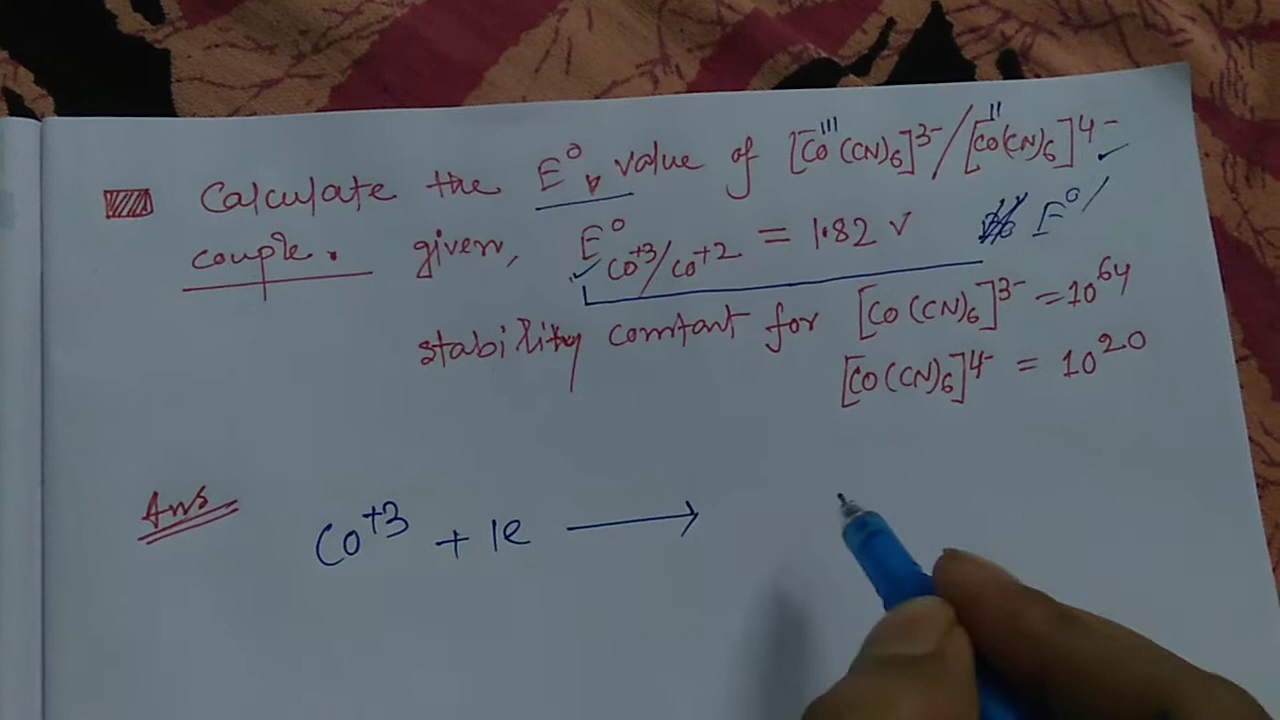 Calculate the E° value of [Co^III(CN)6]^3-/[Co^II(CN)6]^4-
couple. given, E°Co+3/Co+2 = 1.82 V E°/
stability constant for [Co(CN)6]^3- = 10^64
[Co(CN)6]^4- = 10^20
Ans Co^+3 + 1e ⟶